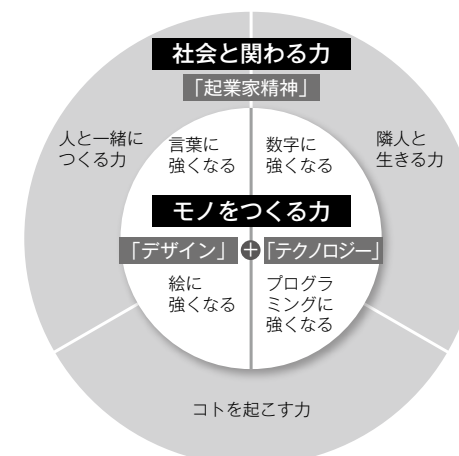 社会と関わる力
「起業家精神」
人と一緒に
つくる力
言葉に
強くなる
数字に
強くなる
隣人と
生きる力
モノをつくる力
「デザイン」+「テクノロジー」
絵に
強くなる
プログラ
ミングに
強くなる
コトを起こす力